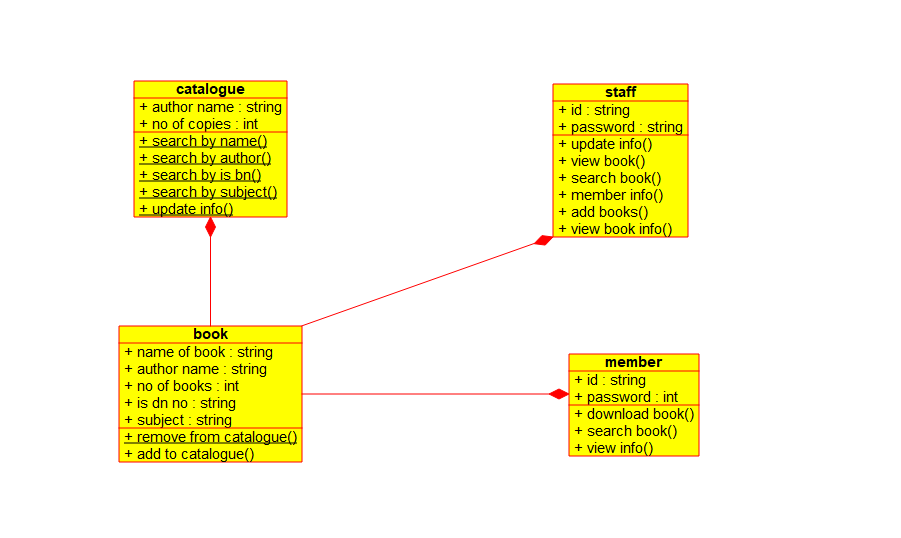 catalogue
+ author name : string
+ no of copies : int
+ search by name()
+ search by author()
+ search by is bn()
+ search by subject()
+ update info()
staff
+ id : string
+ password : string
+ update info()
+ view book()
+ search book()
+ member info()
+ add books()
+ view book info()
book
+ name of book : string
+ author name : string
+ no of books : int
+ is dn no : string
+ subject : string
+ remove from catalogue()
+ add to catalogue()
member
+ id : string
+ password : int
+ download book()
+ search book()
+ view info()